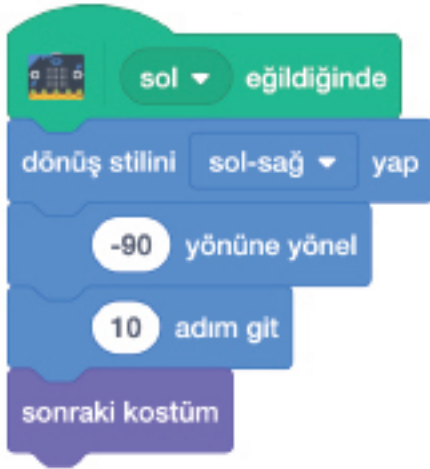 sol eğildiğinde
dönüş stilini sol-sağ yap
-90 yönüne yönel
10 adım git
sonraki kostüm